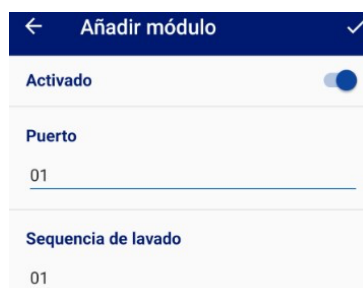 Añadir módulo
Activado
Puerto
01
Sequencia de lavado
01